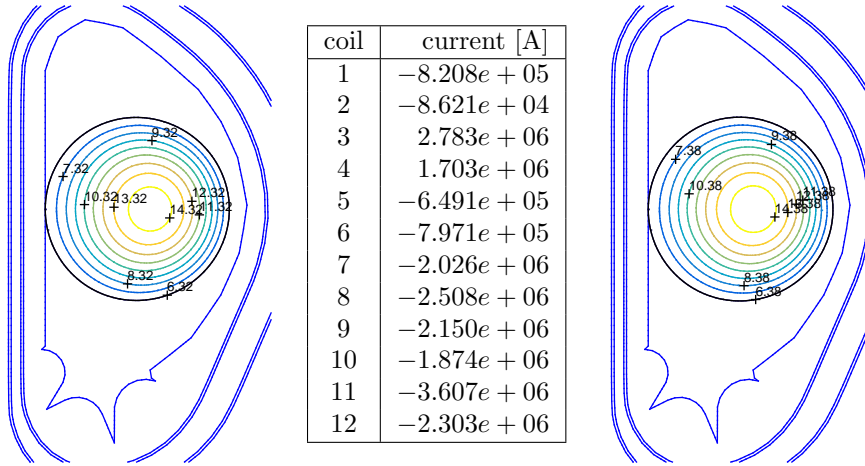 9.32
7.32
10.32
13.32
12.32
14.32
11.32
8.32
6.32
coil current [A]
1 −8.208e + 05
2 −8.621e + 04
3 2.783e + 06
4 1.703e + 06
5 −6.491e + 05
6 −7.971e + 05
7 −2.026e + 06
8 −2.508e + 06
9 −2.150e + 06
10 −1.874e + 06
11 −3.607e + 06
12 −2.303e + 06
9.38
7.38
10.38
11.38
12.38
14.38
8.38
6.38